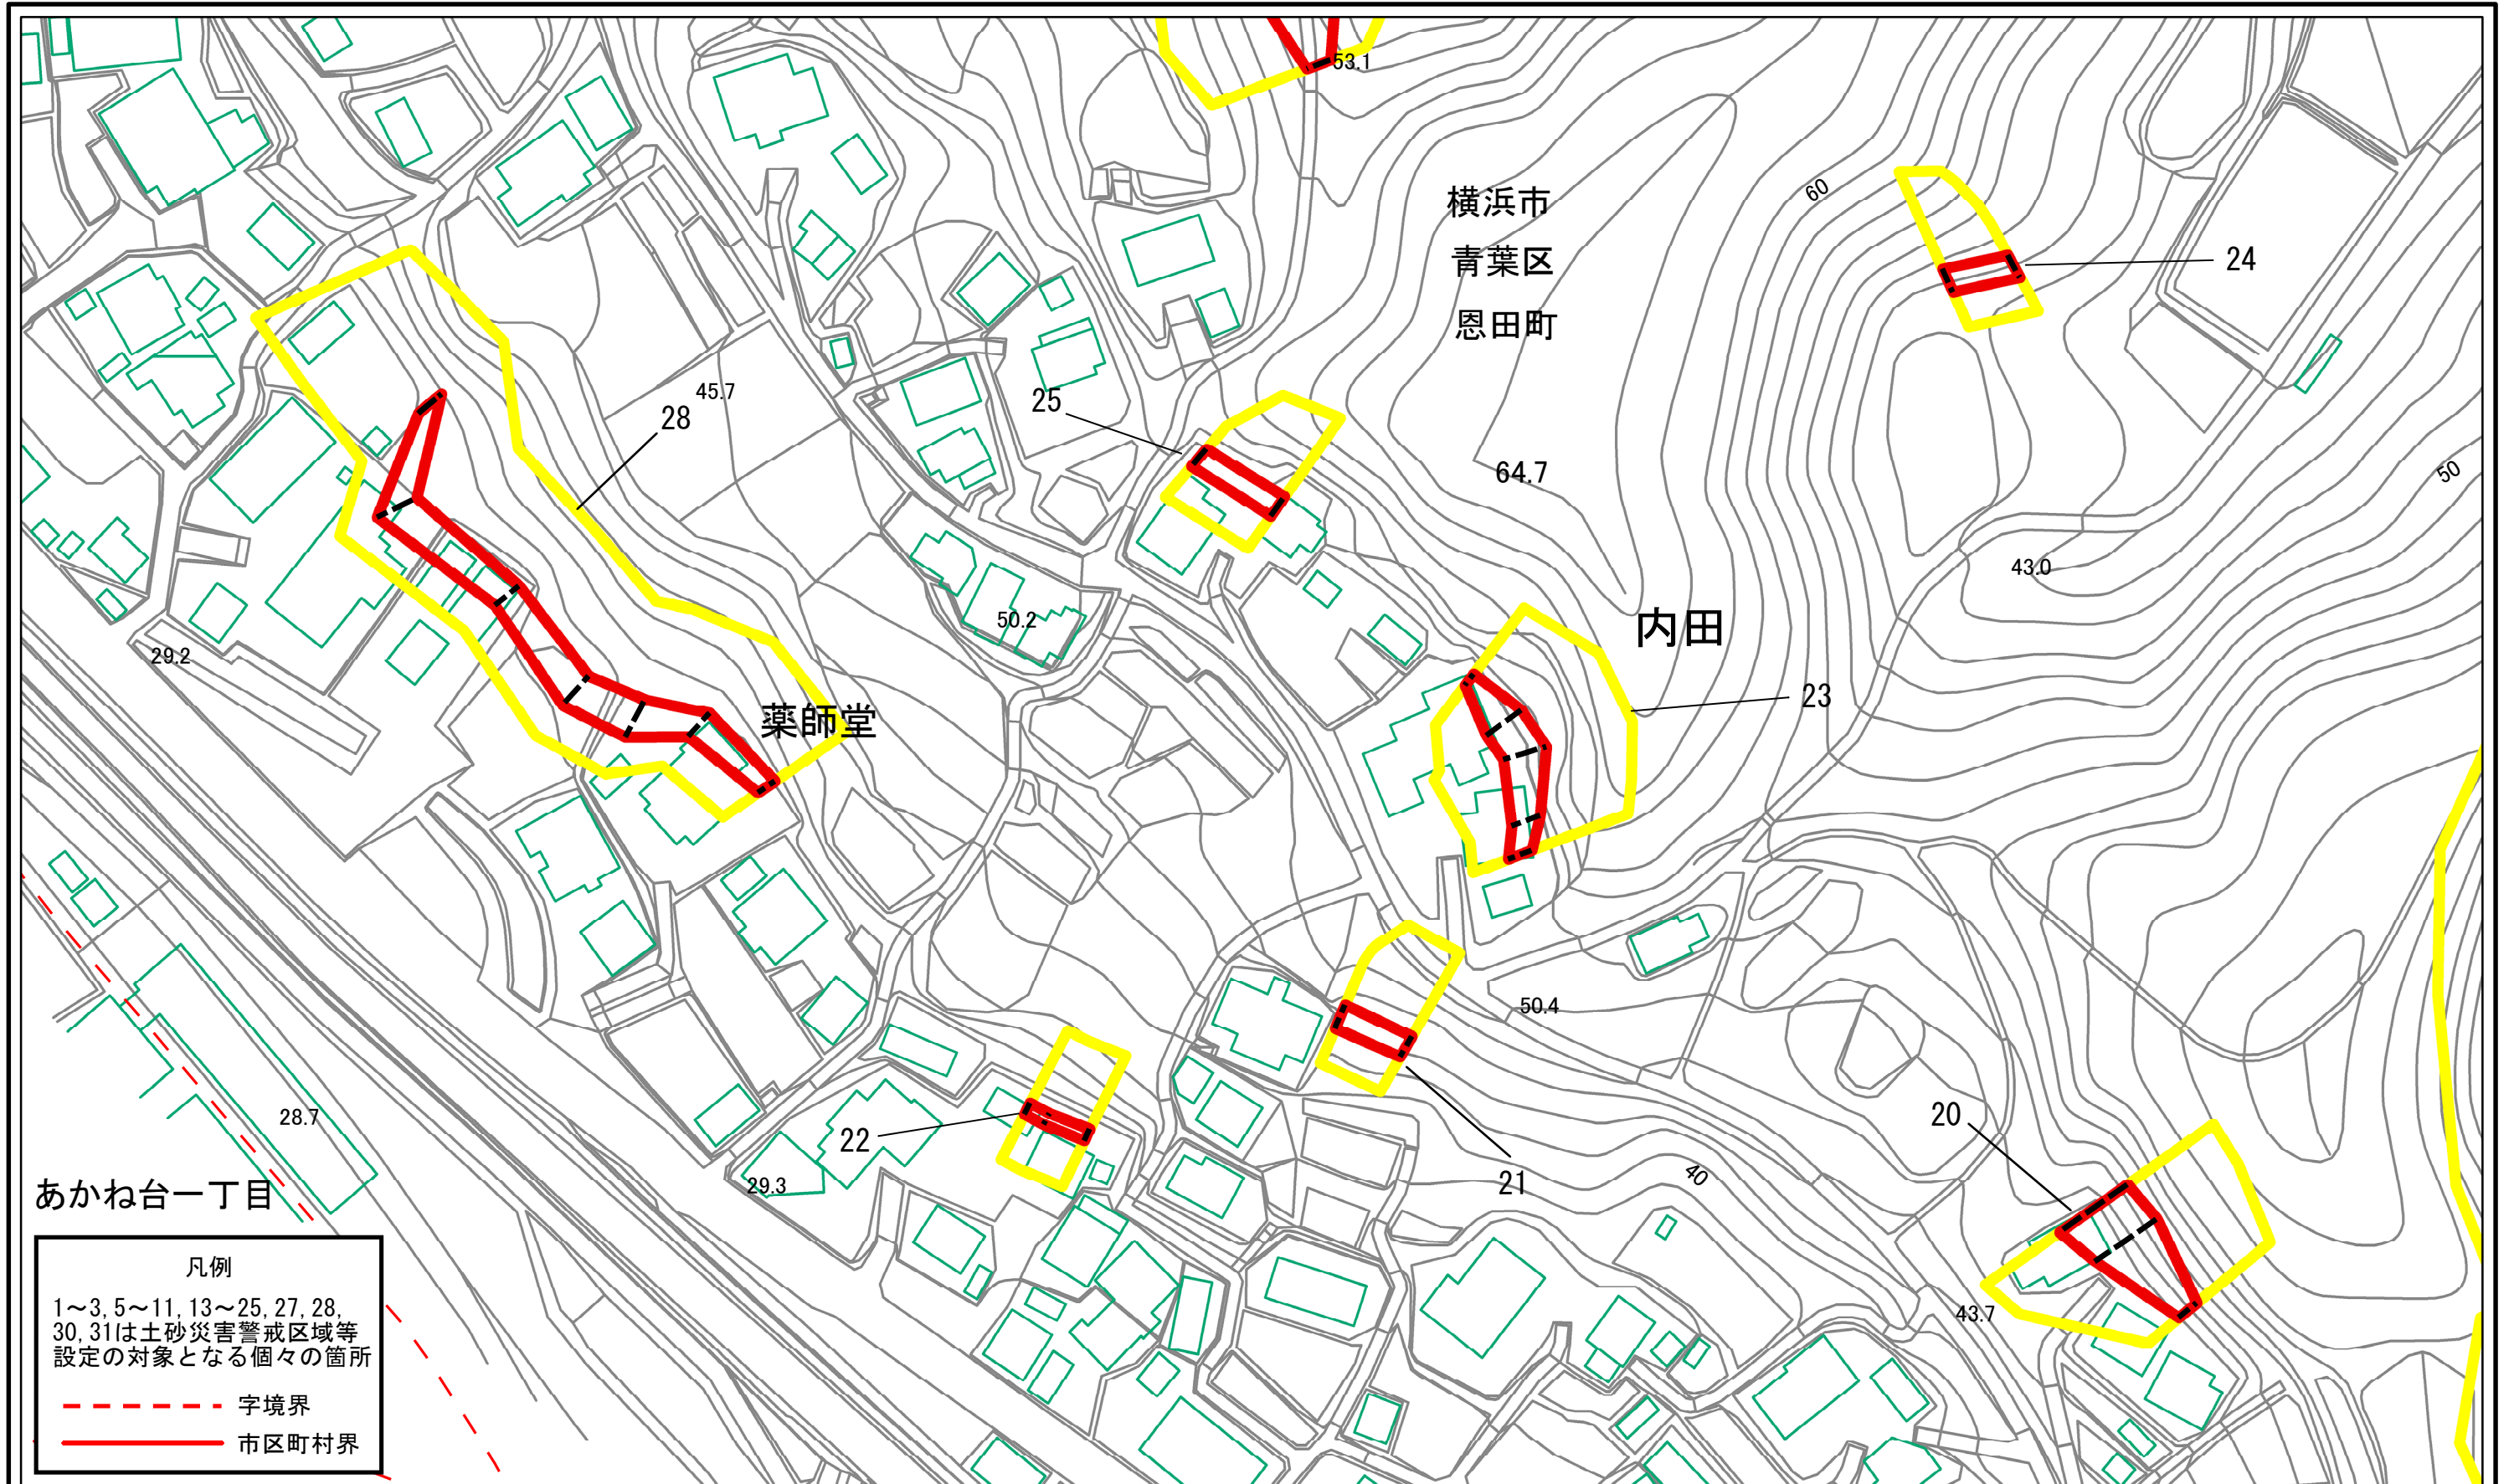 53.1
横浜市
60
青葉区
24
恩田町
45.7
25
28
64.7
50
43.0
50.2
内田
29.2
23
薬師堂
50.4
28.7
20
22
40
21
29.3
あかね台一丁目
43.7
凡例
1～3, 5～11, 13～25, 27, 28,
30, 31は土砂災害警戒区域等
設定の対象となる個々の箇所
字境界
市区町村界